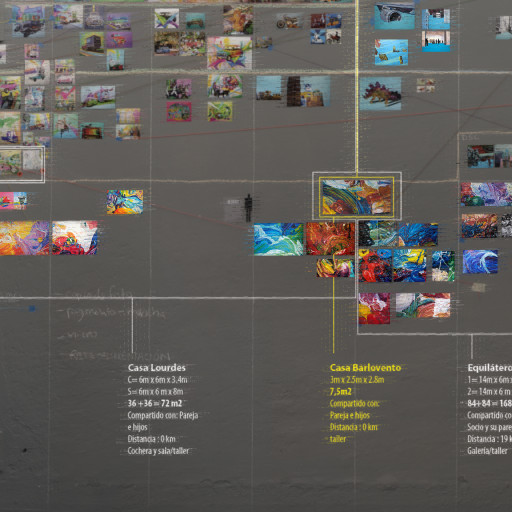 Casa Lourdes
C= 6m x 6m x 3,4m
S= 6m x 6 m x 8m
36 +36 = 72 m2
Compartido con: Pareja
e hijos
Distancia : 0 km
Cochera y sala/taller
Casa Barlovento
3m x 2.5m x 2.8m
7,5m2
Compartido con:
Pareja e hijos
Distancia : 0 km
taller
Equilátero
1= 14m x 6m x
2= 14m x 6 m
84+84 = 168
Compartido co
Socio y su pare
Distancia : 19 k
Galería/taller